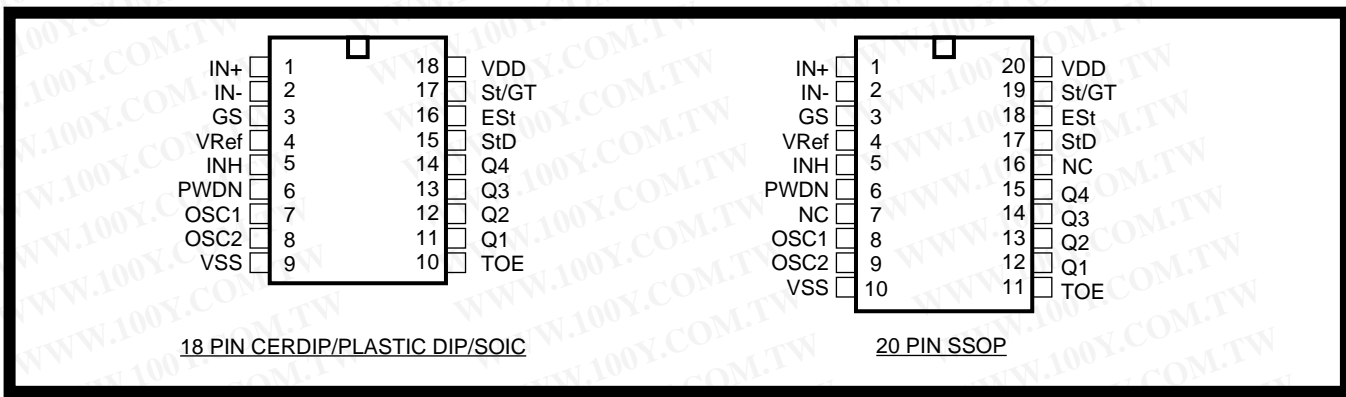 IN+ 1 18 VDD
IN- 2 17 St/GT
GS 3 16 ESt
VRef 4 15 StD
INH 5 14 Q4
PWDN 6 13 Q3
OSC1 7 12 Q2
OSC2 8 11 Q1
VSS 9 10 TOE
18 PIN CERDIP/PLASTIC DIP/SOIC
IN+ 1 20 VDD
IN- 2 19 St/GT
GS 3 18 ESt
VRef 4 17 StD
INH 5 16 NC
PWDN 6 15 Q4
NC 7 14 Q3
OSC1 8 13 Q2
OSC2 9 12 Q1
VSS 10 11 TOE
20 PIN SSOP
WWW.100Y.COM.TW